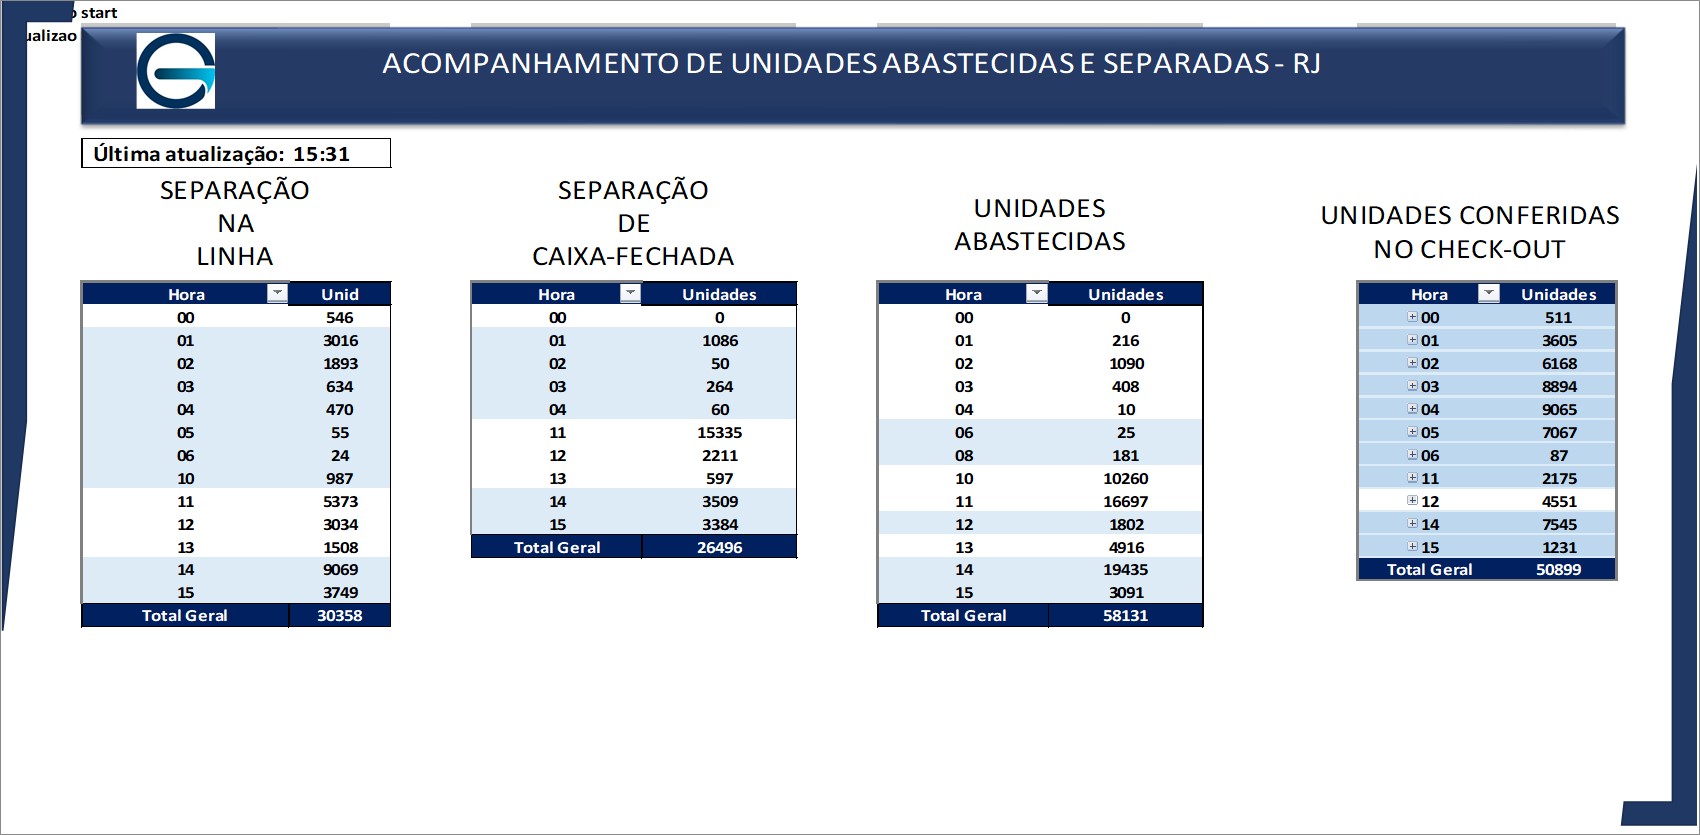 start
ACOMPANHAMENTO DE UNIDADES ABASTECIDAS E SEPARADAS - RJ
Última atualização: 15:31
SEPARAÇÃO
NA
LINHA
Hora Unid
00 546
01 3016
02 1893
03 634
04 470
05 55
06 24
10 987
11 5373
12 3034
13 1508
14 9069
15 3749
Total Geral 30358
SEPARAÇÃO
DE
CAIXA-FECHADA
Hora Unidades
00 0
01 1086
02 50
03 264
04 60
11 15335
12 2211
13 597
14 3509
15 3384
Total Geral 26496
UNIDADES
ABASTECIDAS
Hora Unidades
00 0
01 216
02 1090
03 408
04 10
06 25
08 181
10 10260
11 16697
12 1802
13 4916
14 19435
15 3091
Total Geral 58131
UNIDADES CONFERIDAS
NO CHECK-OUT
Hora Unidades
00 511
01 3605
02 6168
03 8894
04 9065
05 7067
06 87
11 2175
12 4551
14 7545
15 1231
Total Geral 50899